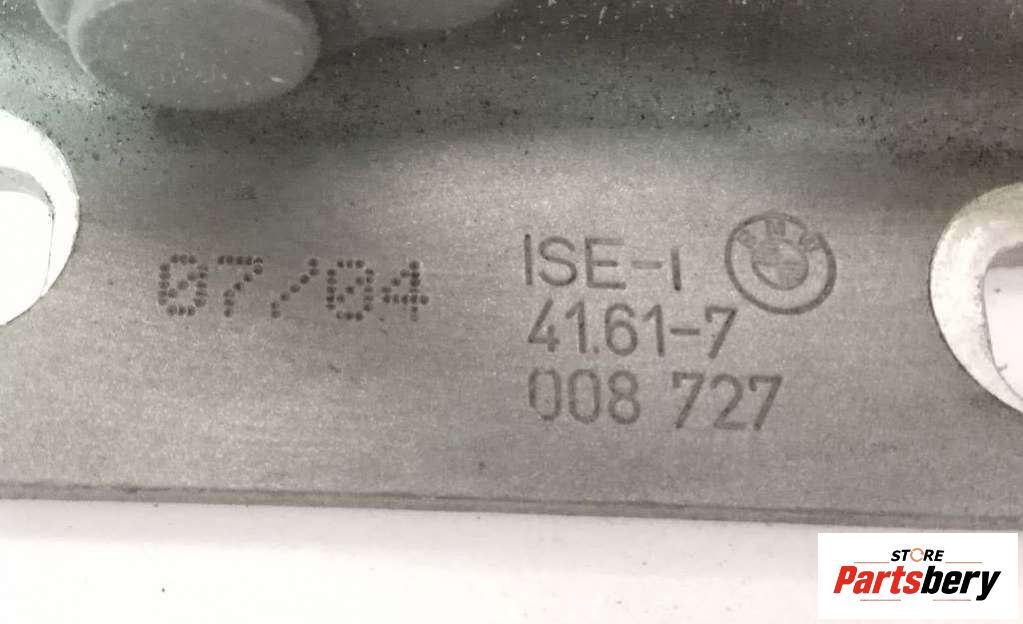 07/04
ISE-I
BMW
41.61-7
008 727
STORE
Partsbery